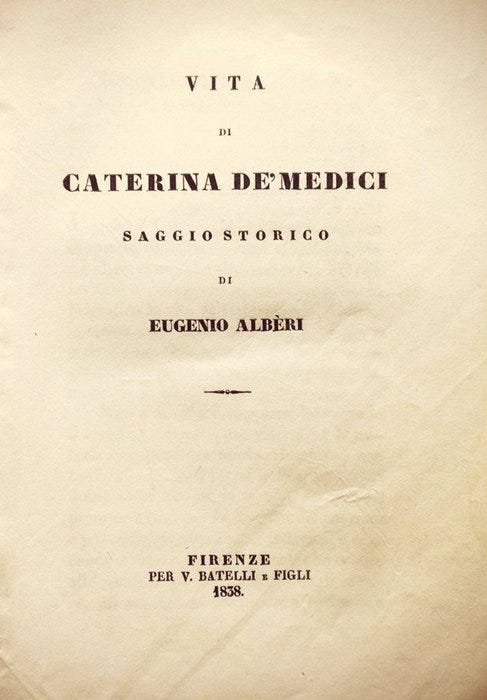 VITA
DI
CATERINA DE'MEDICI
SAGGIO STORICO
DI
EUGENIO ALBÈRI
FIRENZE
PER V. BATELLI E FIGLI
1838.